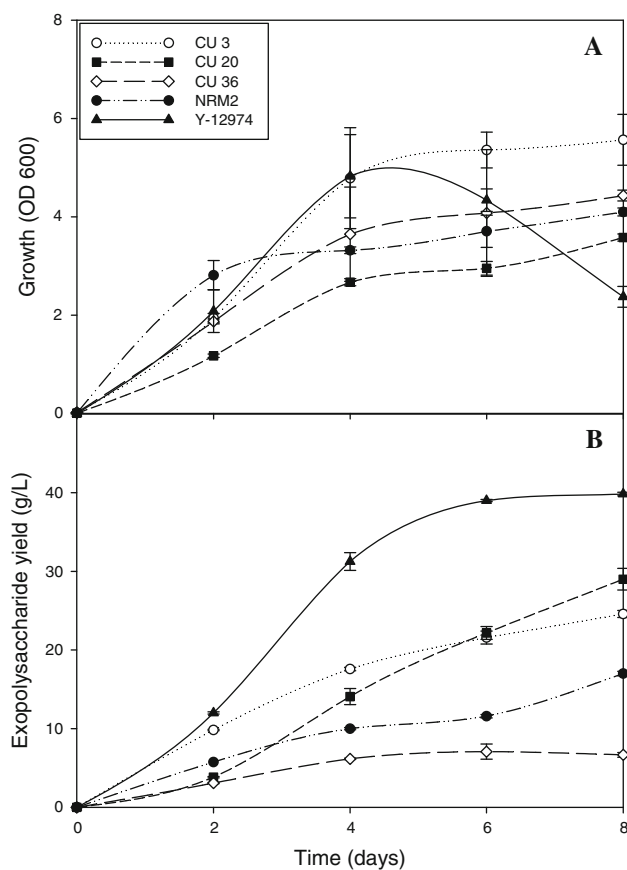 8
A
CU 3
CU 20
CU 36
NRM2
Y-12974
6
4
2
0
Growth (OD 600)
B
40
30
20
10
0
Exopolysaccharide yield (g/L)
0 2 4 6 8
Time (days)